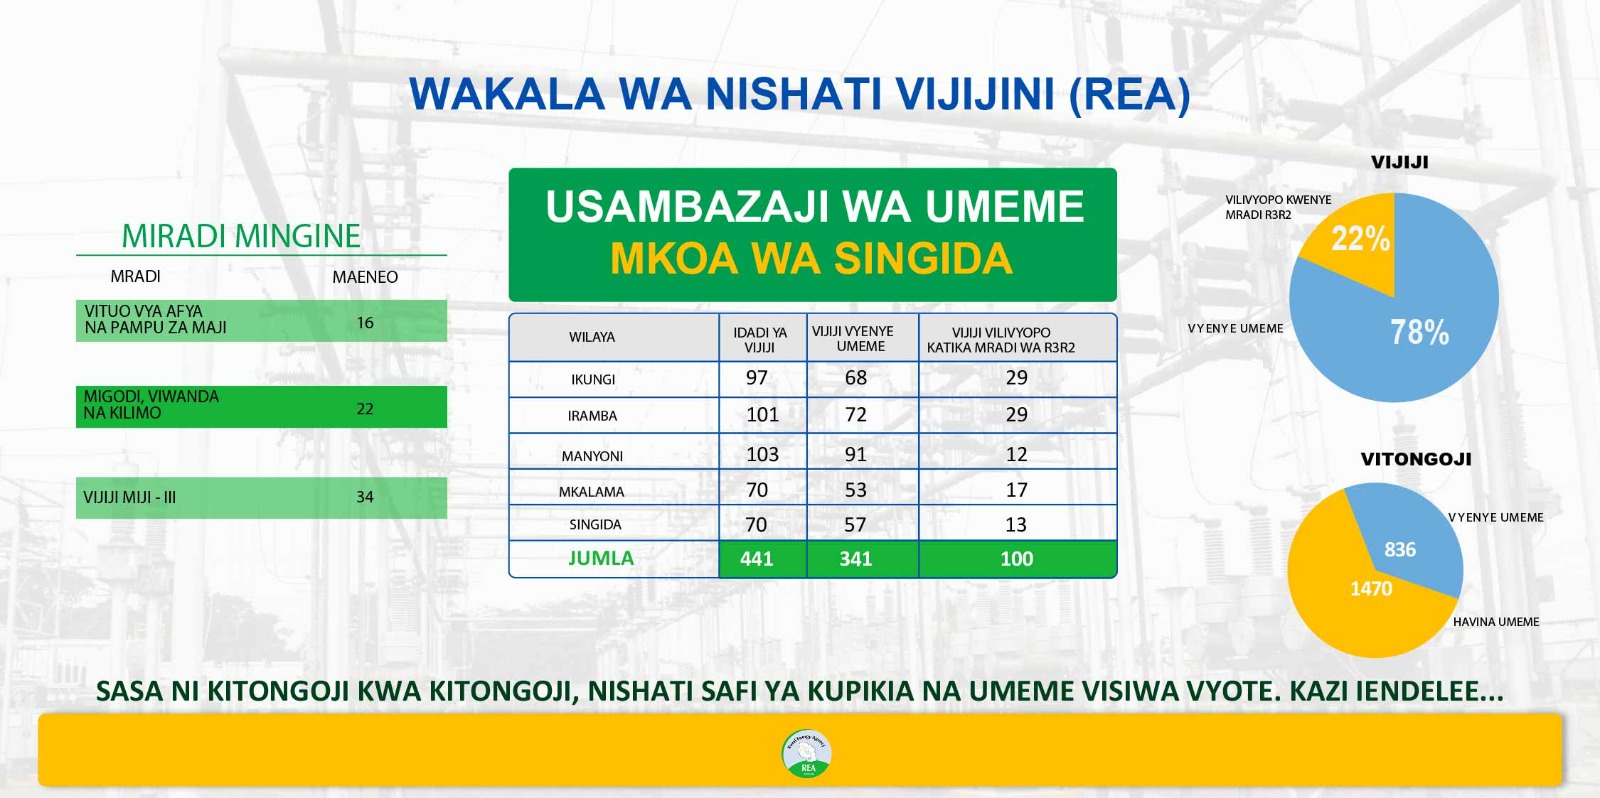 WAKALA WA NISHATI VIJIJINI (REA)
MIRADI MINGINE
MRADI MAENEO
VITUO VYA AFYA
NA PAMPU ZA MAJI 16
MIGODI, VIWANDA
NA KILIMO 22
VIJIJI MIJI - III 34
USAMBAZAJI WA UMEME
MKOA WA SINGIDA
WILAYA IDADI YA VIJIJI VYENYE VIJIJI VILIVYOPO
VIJIJI UMEME KATIKA MRADI WA R3R2
IKUNGI 97 68 29
IRAMBA 101 72 29
MANYONI 103 91 12
MKALAMA 70 53 17
SINGIDA 70 57 13
JUMLA 441 341 100
VIJIJI
VILIVYOPO KWENYE
MRADI R3R2
22%
VYENYE UMEME
78%
VITONGOJI
VYENYE UMEME
836
1470
HAVINA UMEME
SASA NI KITONGOJI KWA KITONGOJI, NISHATI SAFI YA KUPIKIA NA UMEME VISIWA VYOTE. KAZI IENDELEE...
Rural Energy Agency
REA